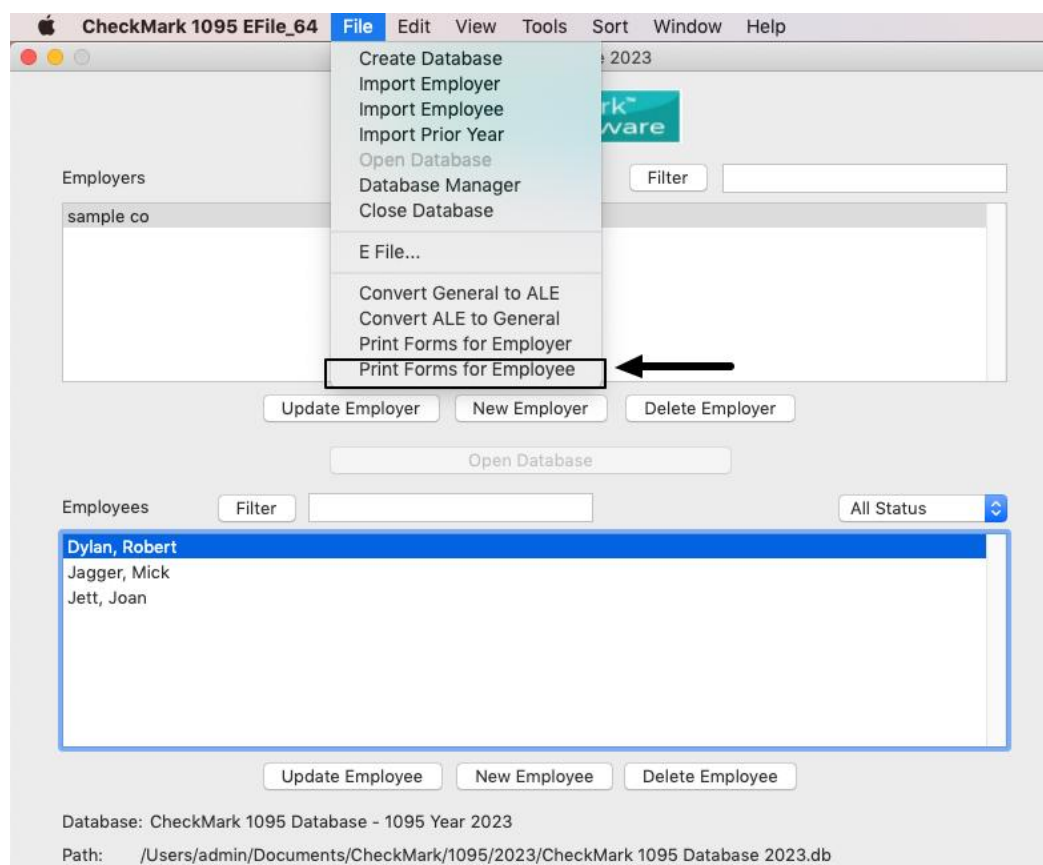 CheckMark 1095 EFile_64 File Edit View Tools Sort Window Help
2023
Create Database
Import Employer
Import Employee
Import Prior Year
Open Database
Database Manager
Close Database
E File...
Convert General to ALE
Convert ALE to General
Print Forms for Employer
Print Forms for Employee
Employers
Filter
sample co
Update Employer New Employer Delete Employer
Open Database
Employees Filter All Status
Dylan, Robert
Jagger, Mick
Jett, Joan
Update Employee New Employee Delete Employee
Database: CheckMark 1095 Database - 1095 Year 2023
Path: /Users/admin/Documents/CheckMark/1095/2023/CheckMark 1095 Database 2023.db